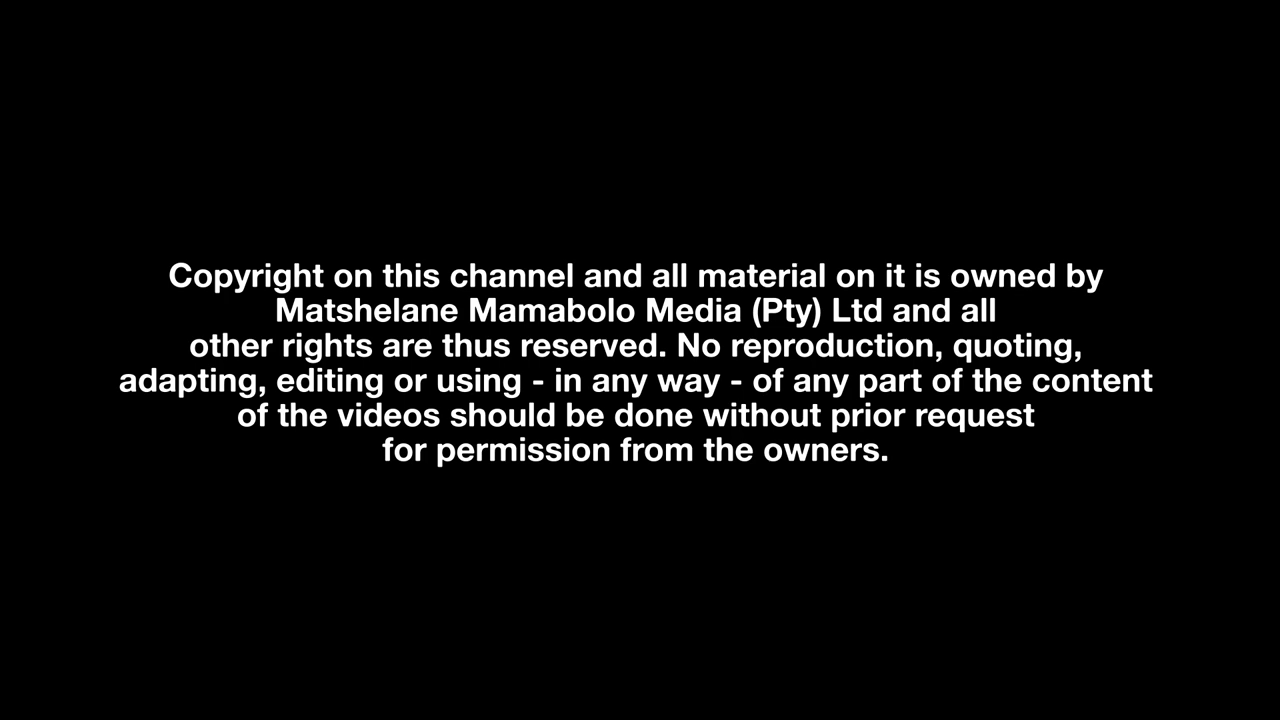 Copyright on this channel and all material on it is owned by
Matshelane Mamabolo Media (Pty) Ltd and all
other rights are thus reserved. No reproduction, quoting,
adapting, editing or using - in any way - of any part of the content
of the videos should be done without prior request
for permission from the owners.